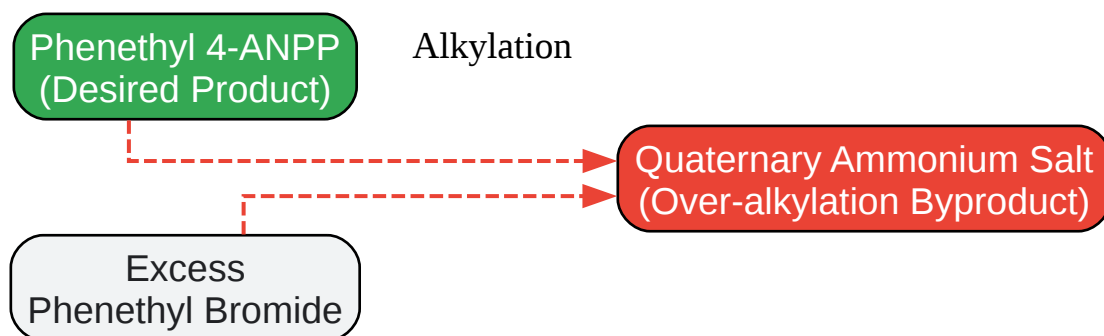 Phenethyl 4-ANPP
(Desired Product)
Alkylation
Quaternary Ammonium Salt
(Over-alkylation Byproduct)
Excess
Phenethyl Bromide